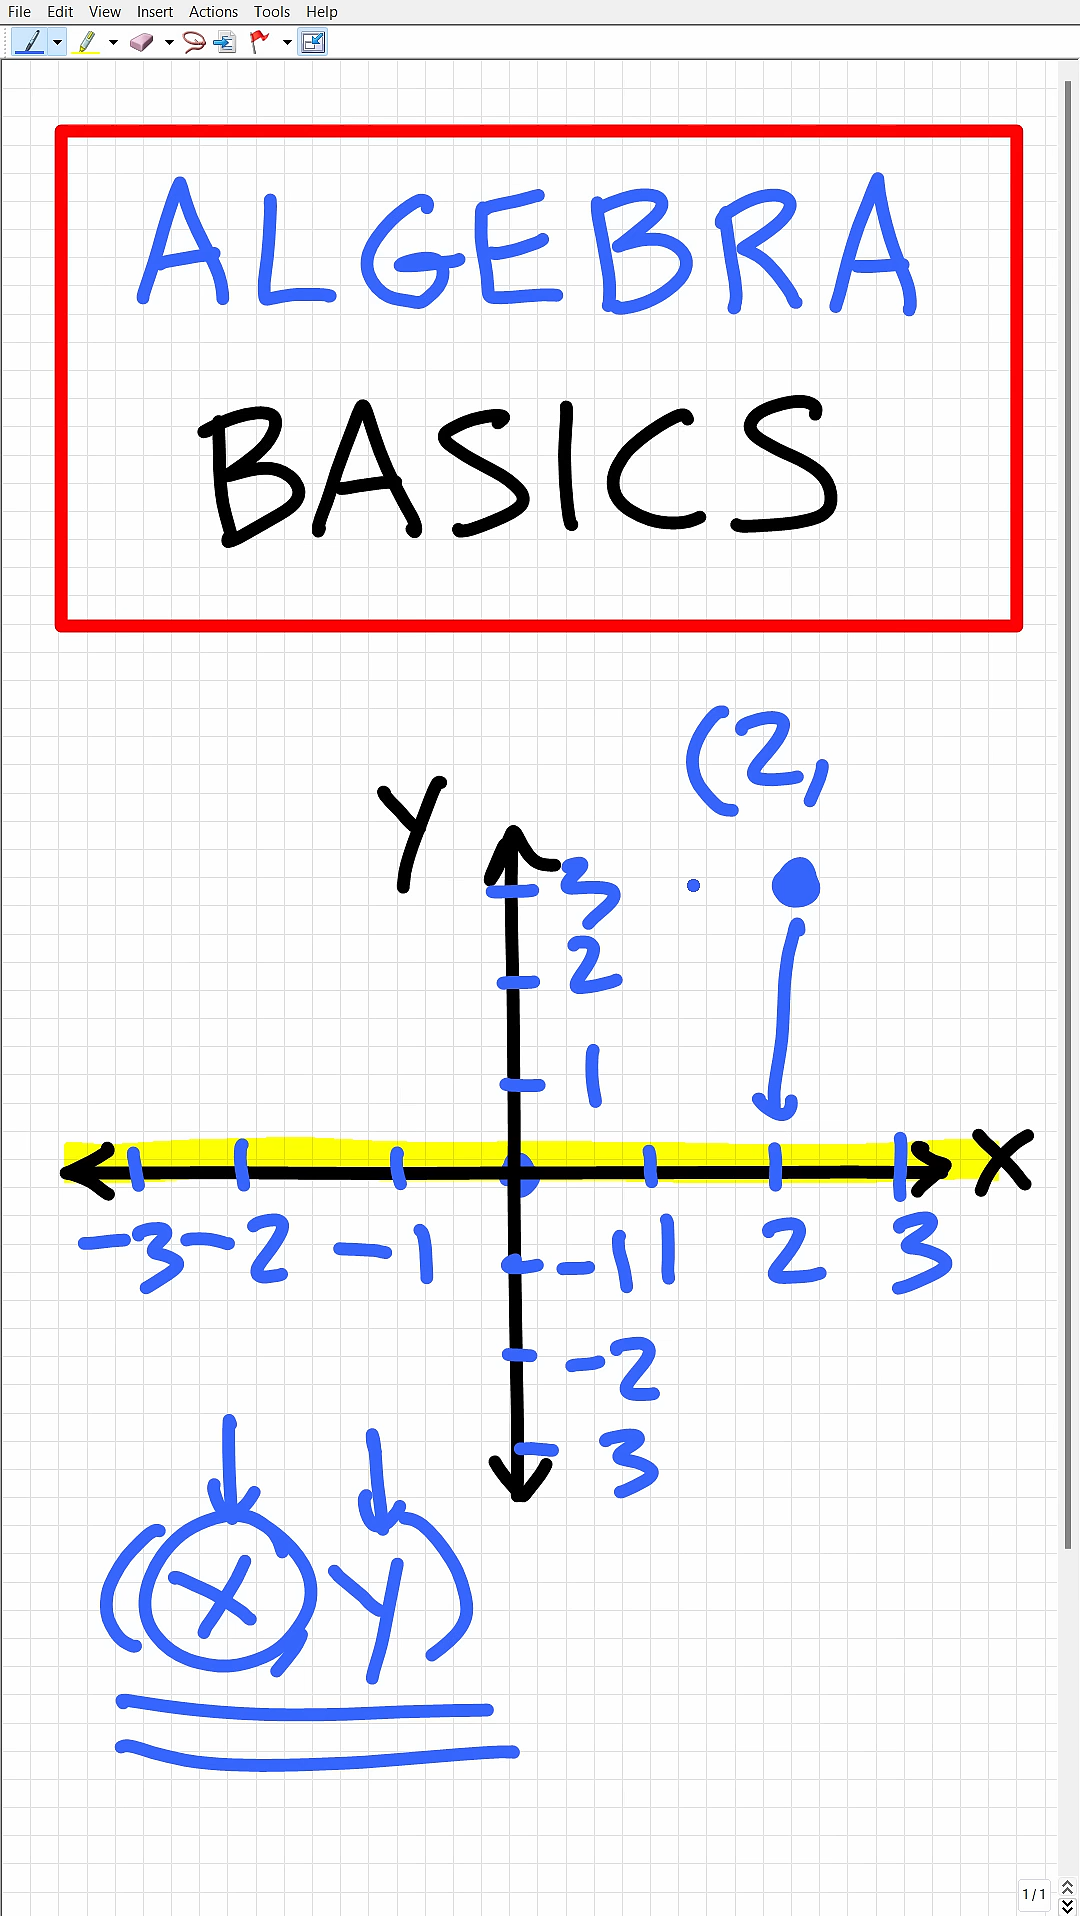 File Edit View Insert Actions Tools Help
ALGEBRA
BASICS
(2,
Y
3
2
1
X
-3 -2 -1 -1 1 2 3
-2
3
(X, Y)
1/1